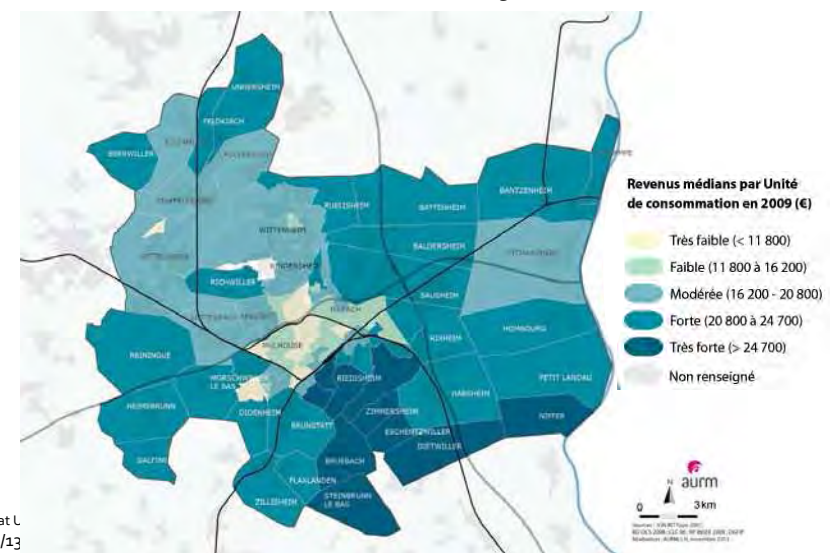 Revenus médians par Unité
de consommation en 2009 (€)
Très faible (< 11 800)
Faible (11 800 à 16 200)
Modérée (16 200 - 20 800)
Forte (20 800 à 24 700)
Très forte (> 24 700)
Non renseigné
UNGERSHEIM
FELDKIRCH
BERRWILLER
RUELISHEIM
BATTENHEIM
BANTZENHEIM
WITTENHEIM
BALDERSHEIM
KINGERSHEIM
RICHWILLER
SAUSHEIM
ILLZACH
HOMBOURG
MULHOUSE
RIXHEIM
REININGUE
RIEDISHEIM
PETIT LANDAU
MORSCHWILLER
LE BAS
HABSHEIM
HEIMSBRUNN
ZIMMERSHEIM
NIFFER
DIDENHEIM
BRUNSTATT
ESCHENTZWILLER
DIETWILLER
GALFINGUE
BRUEBACH
FLAXLANDEN
STEINBRUNN
LE BAS
ZILLISHEIM
aurm
N
0 3 km
at U
/13